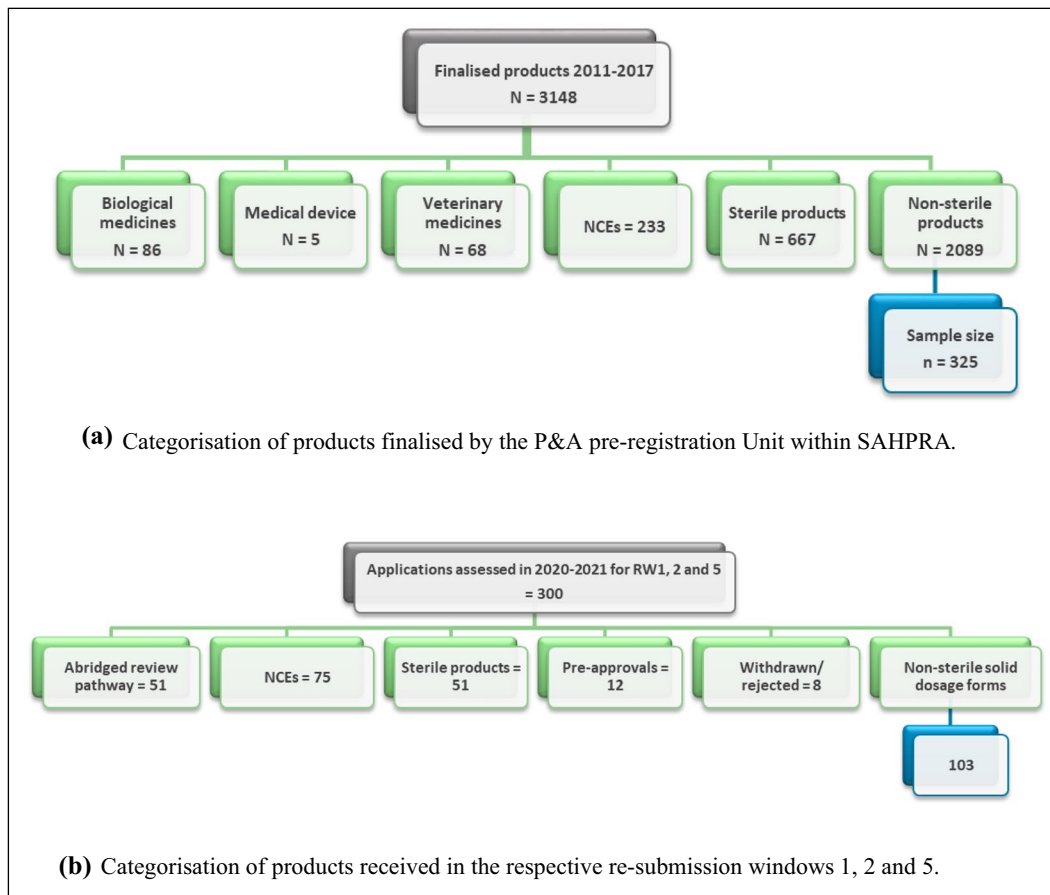 Finalised products 2011-2017
N = 3148
Biological
medicines
N = 86
Medical device
N = 5
Veterinary
medicines
N = 68
NCEs = 233
Sterile products
N = 667
Non-sterile
products
N = 2089
Sample size
n = 325
(a) Categorisation of products finalised by the P&A pre-registration Unit within SAHPRA.
Applications assessed in 2020-2021 for RW1, 2 and 5
= 300
Abridged review
pathway = 51
NCEs = 75
Sterile products =
51
Pre-approvals =
12
Withdrawn/
rejected = 8
Non-sterile solid
dosage forms
103
(b) Categorisation of products received in the respective re-submission windows 1, 2 and 5.